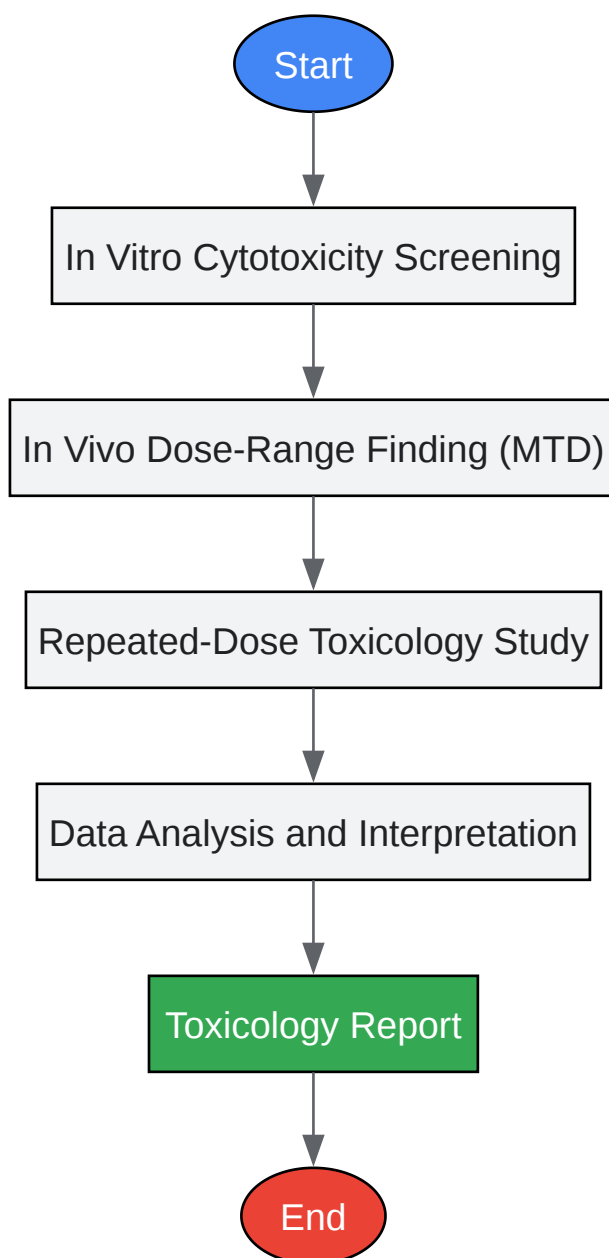 Start
In Vitro Cytotoxicity Screening
In Vivo Dose-Range Finding (MTD)
Repeated-Dose Toxicology Study
Data Analysis and Interpretation
Toxicology Report
End